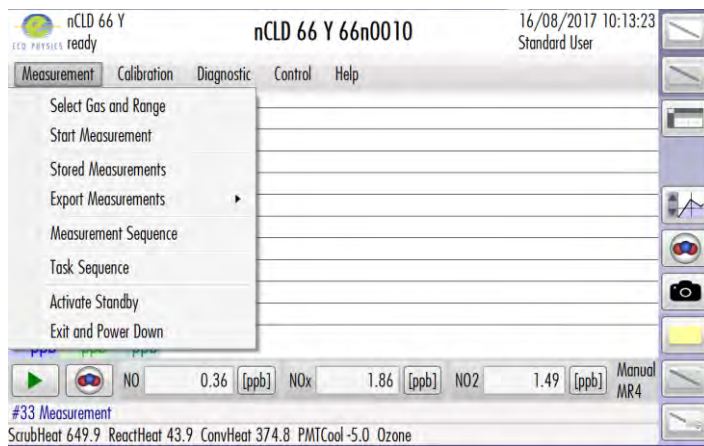 nCLD 66 Y
nCLD 66 Y 66n0010
16/08/2017 10:13:23
ECO PHYSICS ready
Standard User
Measurement Calibration Diagnostic Control Help
Select Gas and Range
Start Measurement
Stored Measurements
Export Measurements
Measurement Sequence
Task Sequence
Activate Standby
Exit and Power Down
ppb ppb ppb
NO 0.36 [ppb] NOx 1.86 [ppb] NO2 1.49 [ppb] Manual
MR4
#33 Measurement
ScrubHeat 649.9 ReactHeat 43.9 ConvHeat 374.8 PMTCool -5.0 Ozone